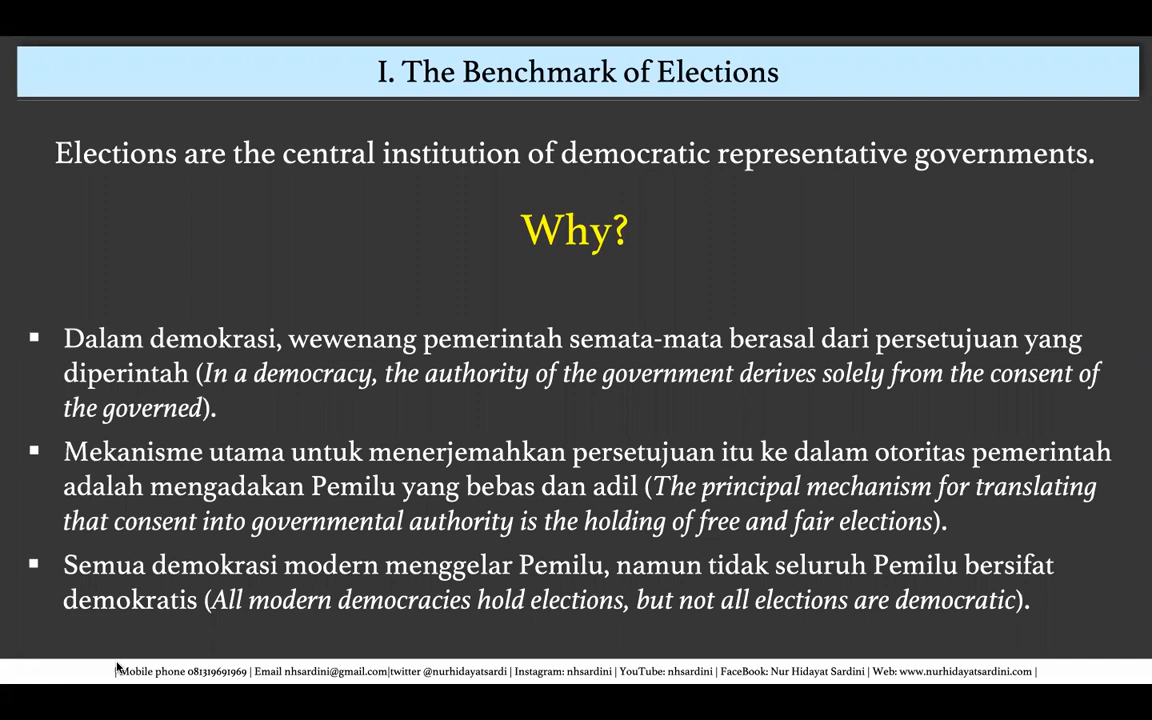 I. The Benchmark of Elections
Elections are the central institution of democratic representative governments.
Why?
▪ Dalam demokrasi, wewenang pemerintah semata-mata berasal dari persetujuan yang
diperintah (In a democracy, the authority of the government derives solely from the consent of
the governed).
▪ Mekanisme utama untuk menerjemahkan persetujuan itu ke dalam otoritas pemerintah
adalah mengadakan Pemilu yang bebas dan adil (The principal mechanism for translating
that consent into governmental authority is the holding of free and fair elections).
▪ Semua demokrasi modern menggelar Pemilu, namun tidak seluruh Pemilu bersifat
demokratis (All modern democracies hold elections, but not all elections are democratic).
| Mobile phone 081319691969 | Email nhsardini@gmail.com|twitter @nurhidayatsardi | Instagram: nhsardini | YouTube: nhsardini | FaceBook: Nur Hidayat Sardini | Web: www.nurhidayatsardini.com |